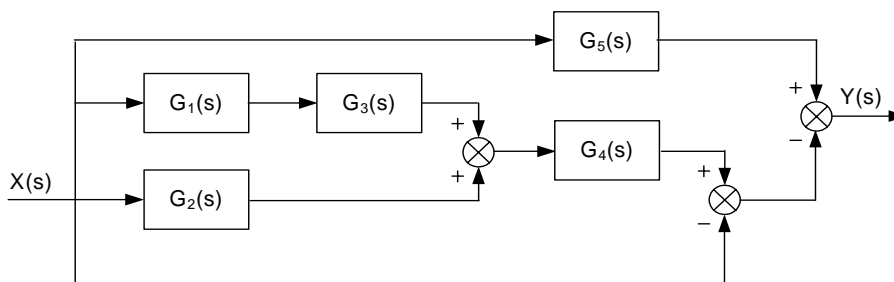 G₅(s)
+
Y(s)
−
G₁(s)
G₃(s)
+
+
G₄(s)
+
−
X(s)
G₂(s)